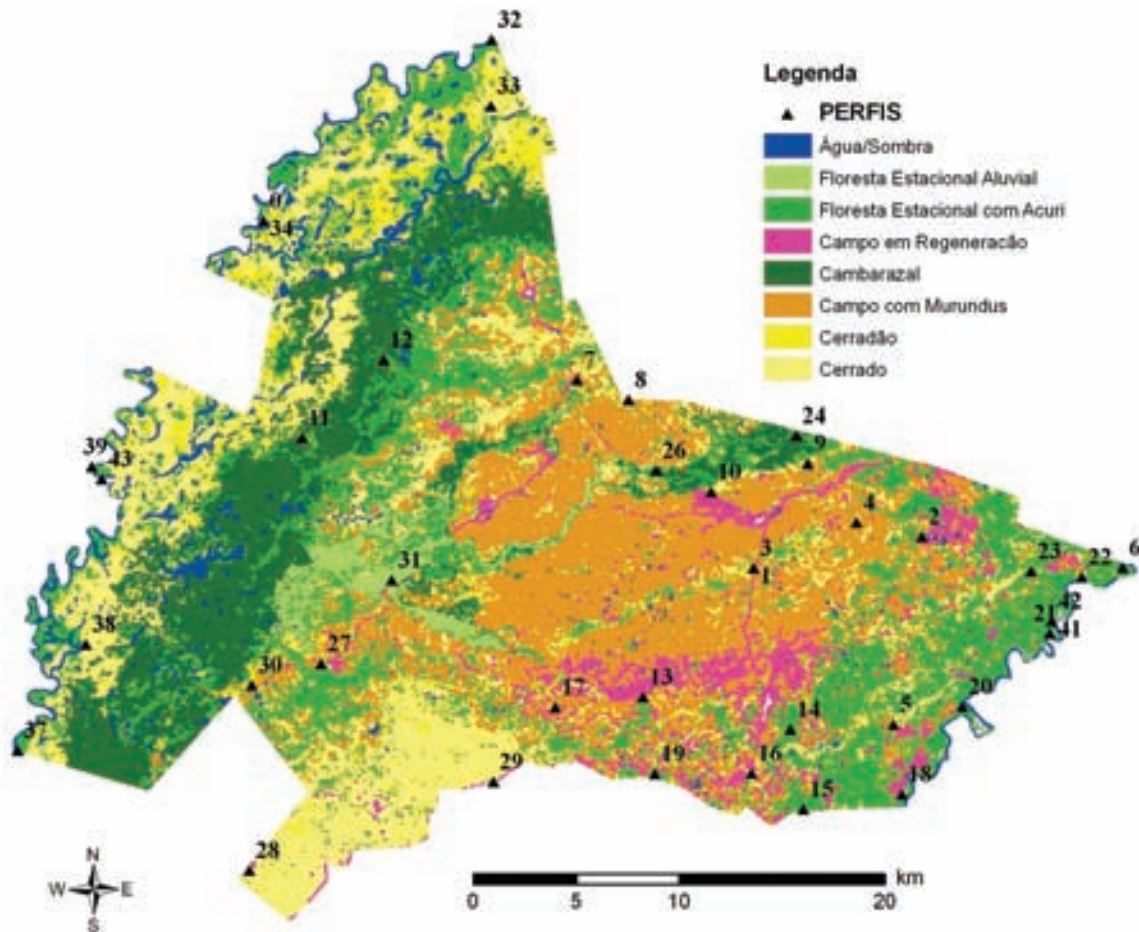 32
33
Legenda
PERFIS
Água/Sombra
Floresta Estacional Aluvial
Floresta Estacional com Acuri
Campo em Regeneracão
Cambarazal
Campo com Murundus
Cerradão
Cerrado
0
34
12
7
8
11
24
9
39
43
26
10
4
2
3
1
23
22
6
31
42
21
41
38
30
27
13
17
14
5
20
37
29
19
16
15
18
28
N
W
E
S
km
0
5
10
20